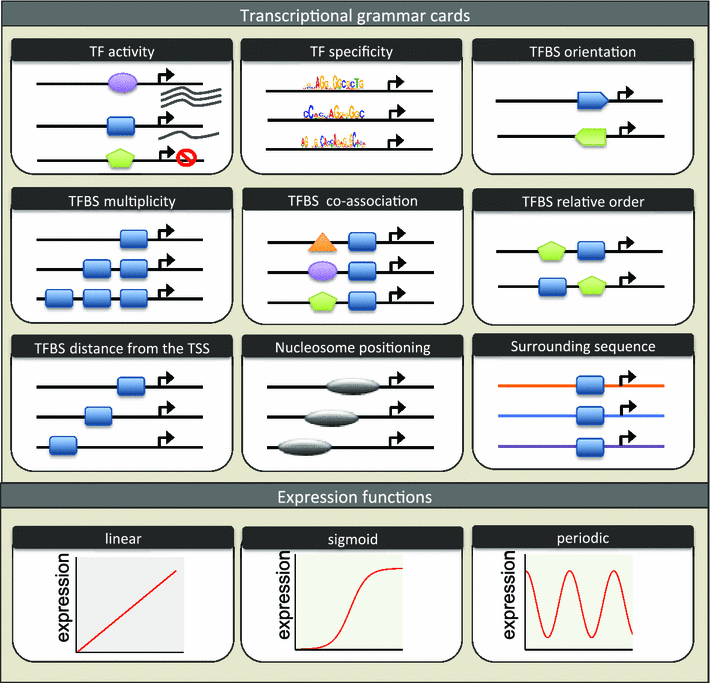 Transcriptional grammar cards
TF activity
TF specificity
TFBS orientation
TFBS multiplicity
TFBS co-association
TFBS relative order
TFBS distance from the TSS
Nucleosome positioning
Surrounding sequence
Expression functions
linear
sigmoid
periodic
expression
expression
expression